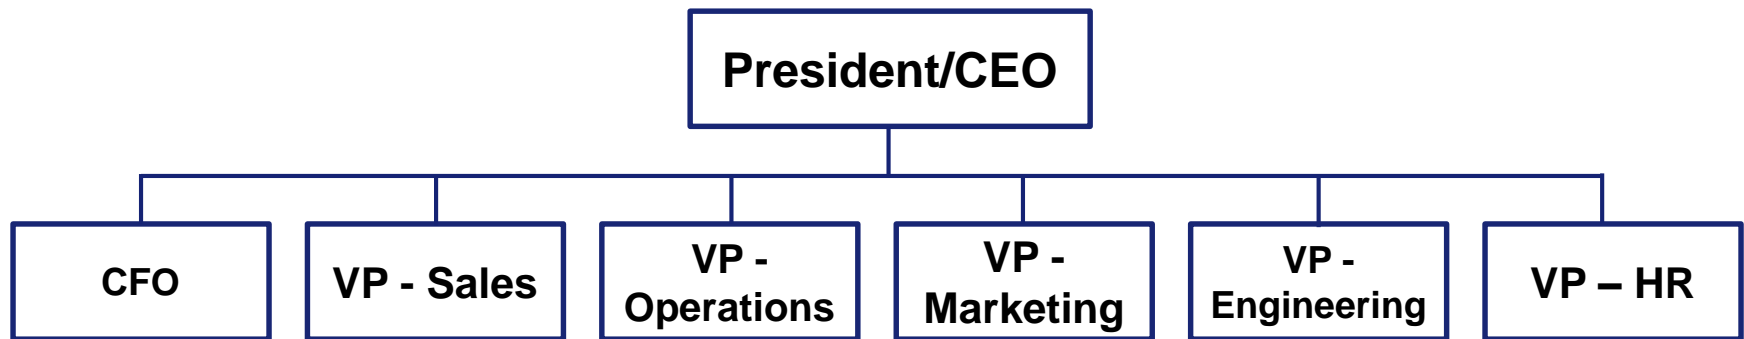 President/CEO
CFO
VP - Sales
VP -
Operations
VP -
Marketing
VP -
Engineering
VP – HR